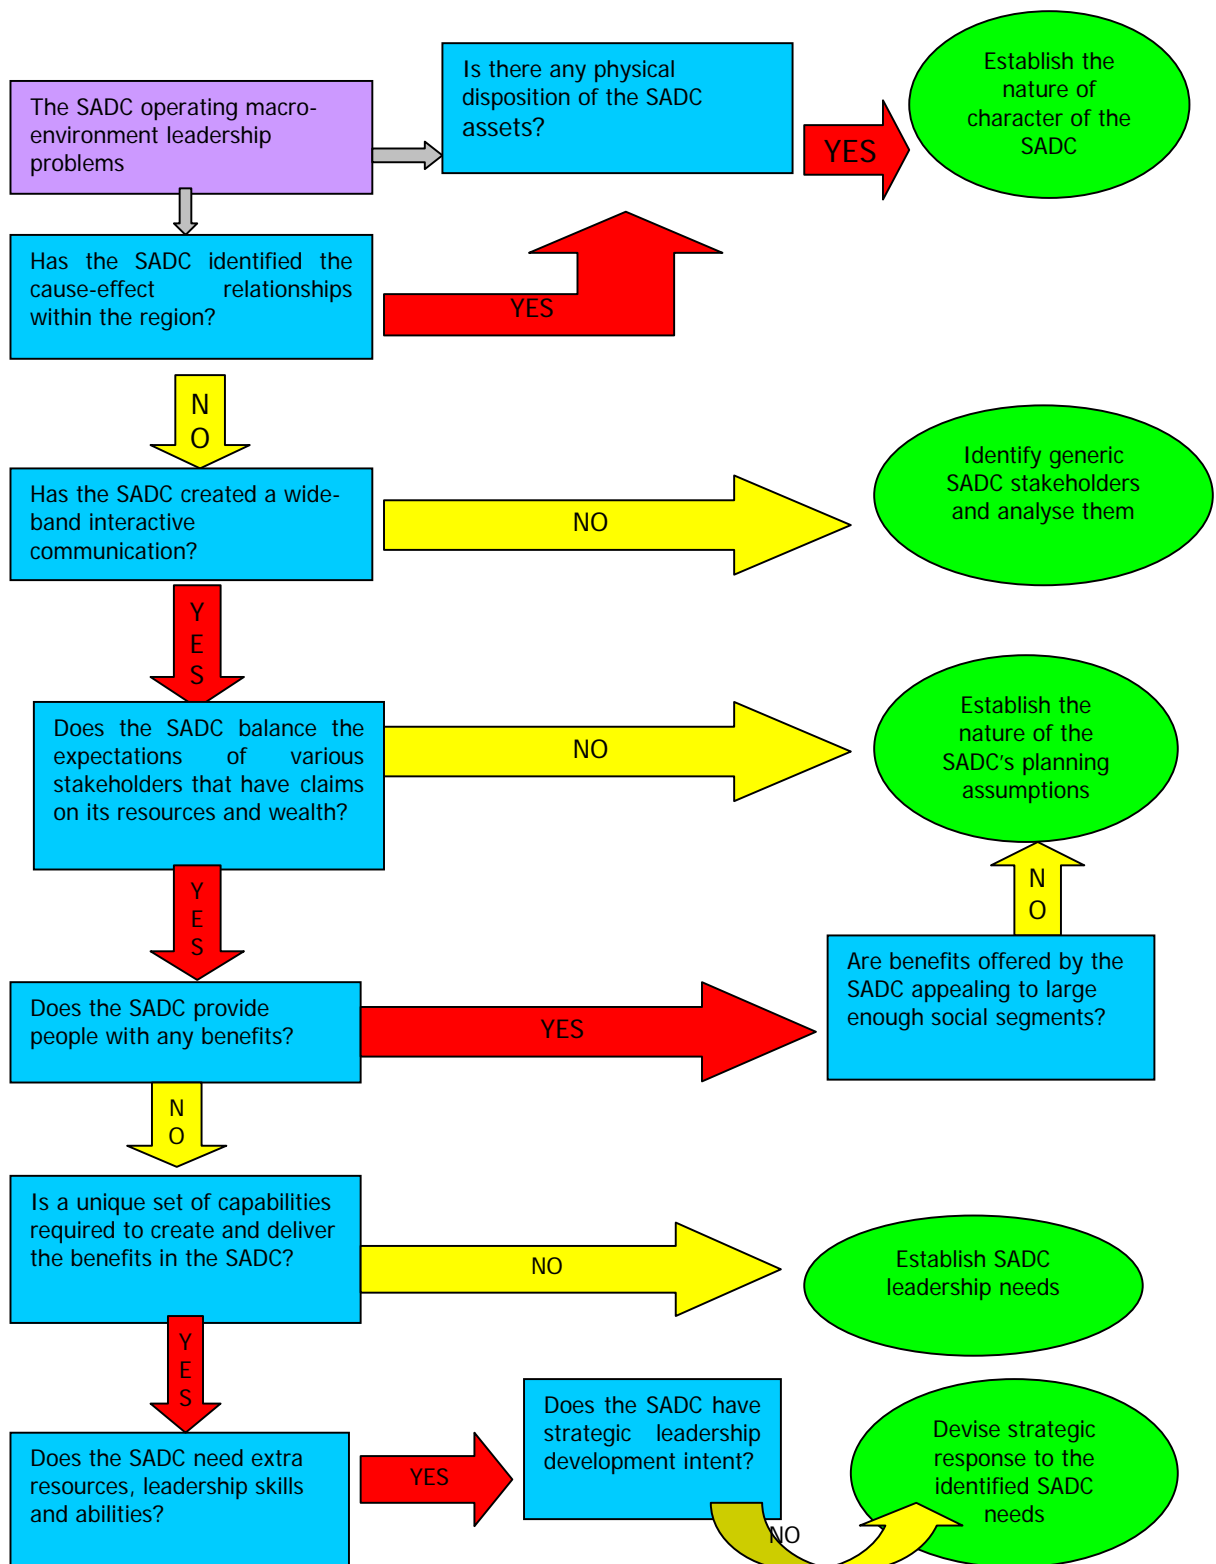 The SADC operating macro-
environment leadership
problems
Is there any physical
disposition of the SADC
assets?
YES
Establish the
nature of
character of the
SADC
Has the SADC identified the
cause-effect relationships
within the region?
YES
N
O
Has the SADC created a wide-
band interactive
communication?
NO
Identify generic
SADC stakeholders
and analyse them
Y
E
S
Does the SADC balance the
expectations of various
stakeholders that have claims
on its resources and wealth?
NO
Establish the
nature of the
SADC's planning
assumptions
Y
E
S
N
O
Does the SADC provide
people with any benefits?
YES
Are benefits offered by the
SADC appealing to large
enough social segments?
N
O
Is a unique set of capabilities
required to create and deliver
the benefits in the SADC?
NO
Establish SADC
leadership needs
Y
E
S
Does the SADC need extra
resources, leadership skills
and abilities?
YES
Does the SADC have
strategic leadership
development intent?
NO
Devise strategic
response to the
identified SADC
needs